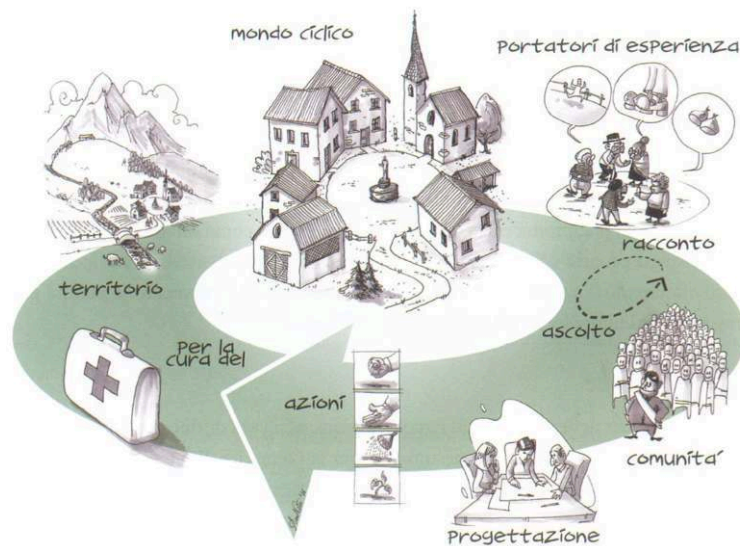 mondo ciclico
portatori di esperienza
racconto
ascolto
comunita'
progettazione
azioni
per la
cura del
territorio